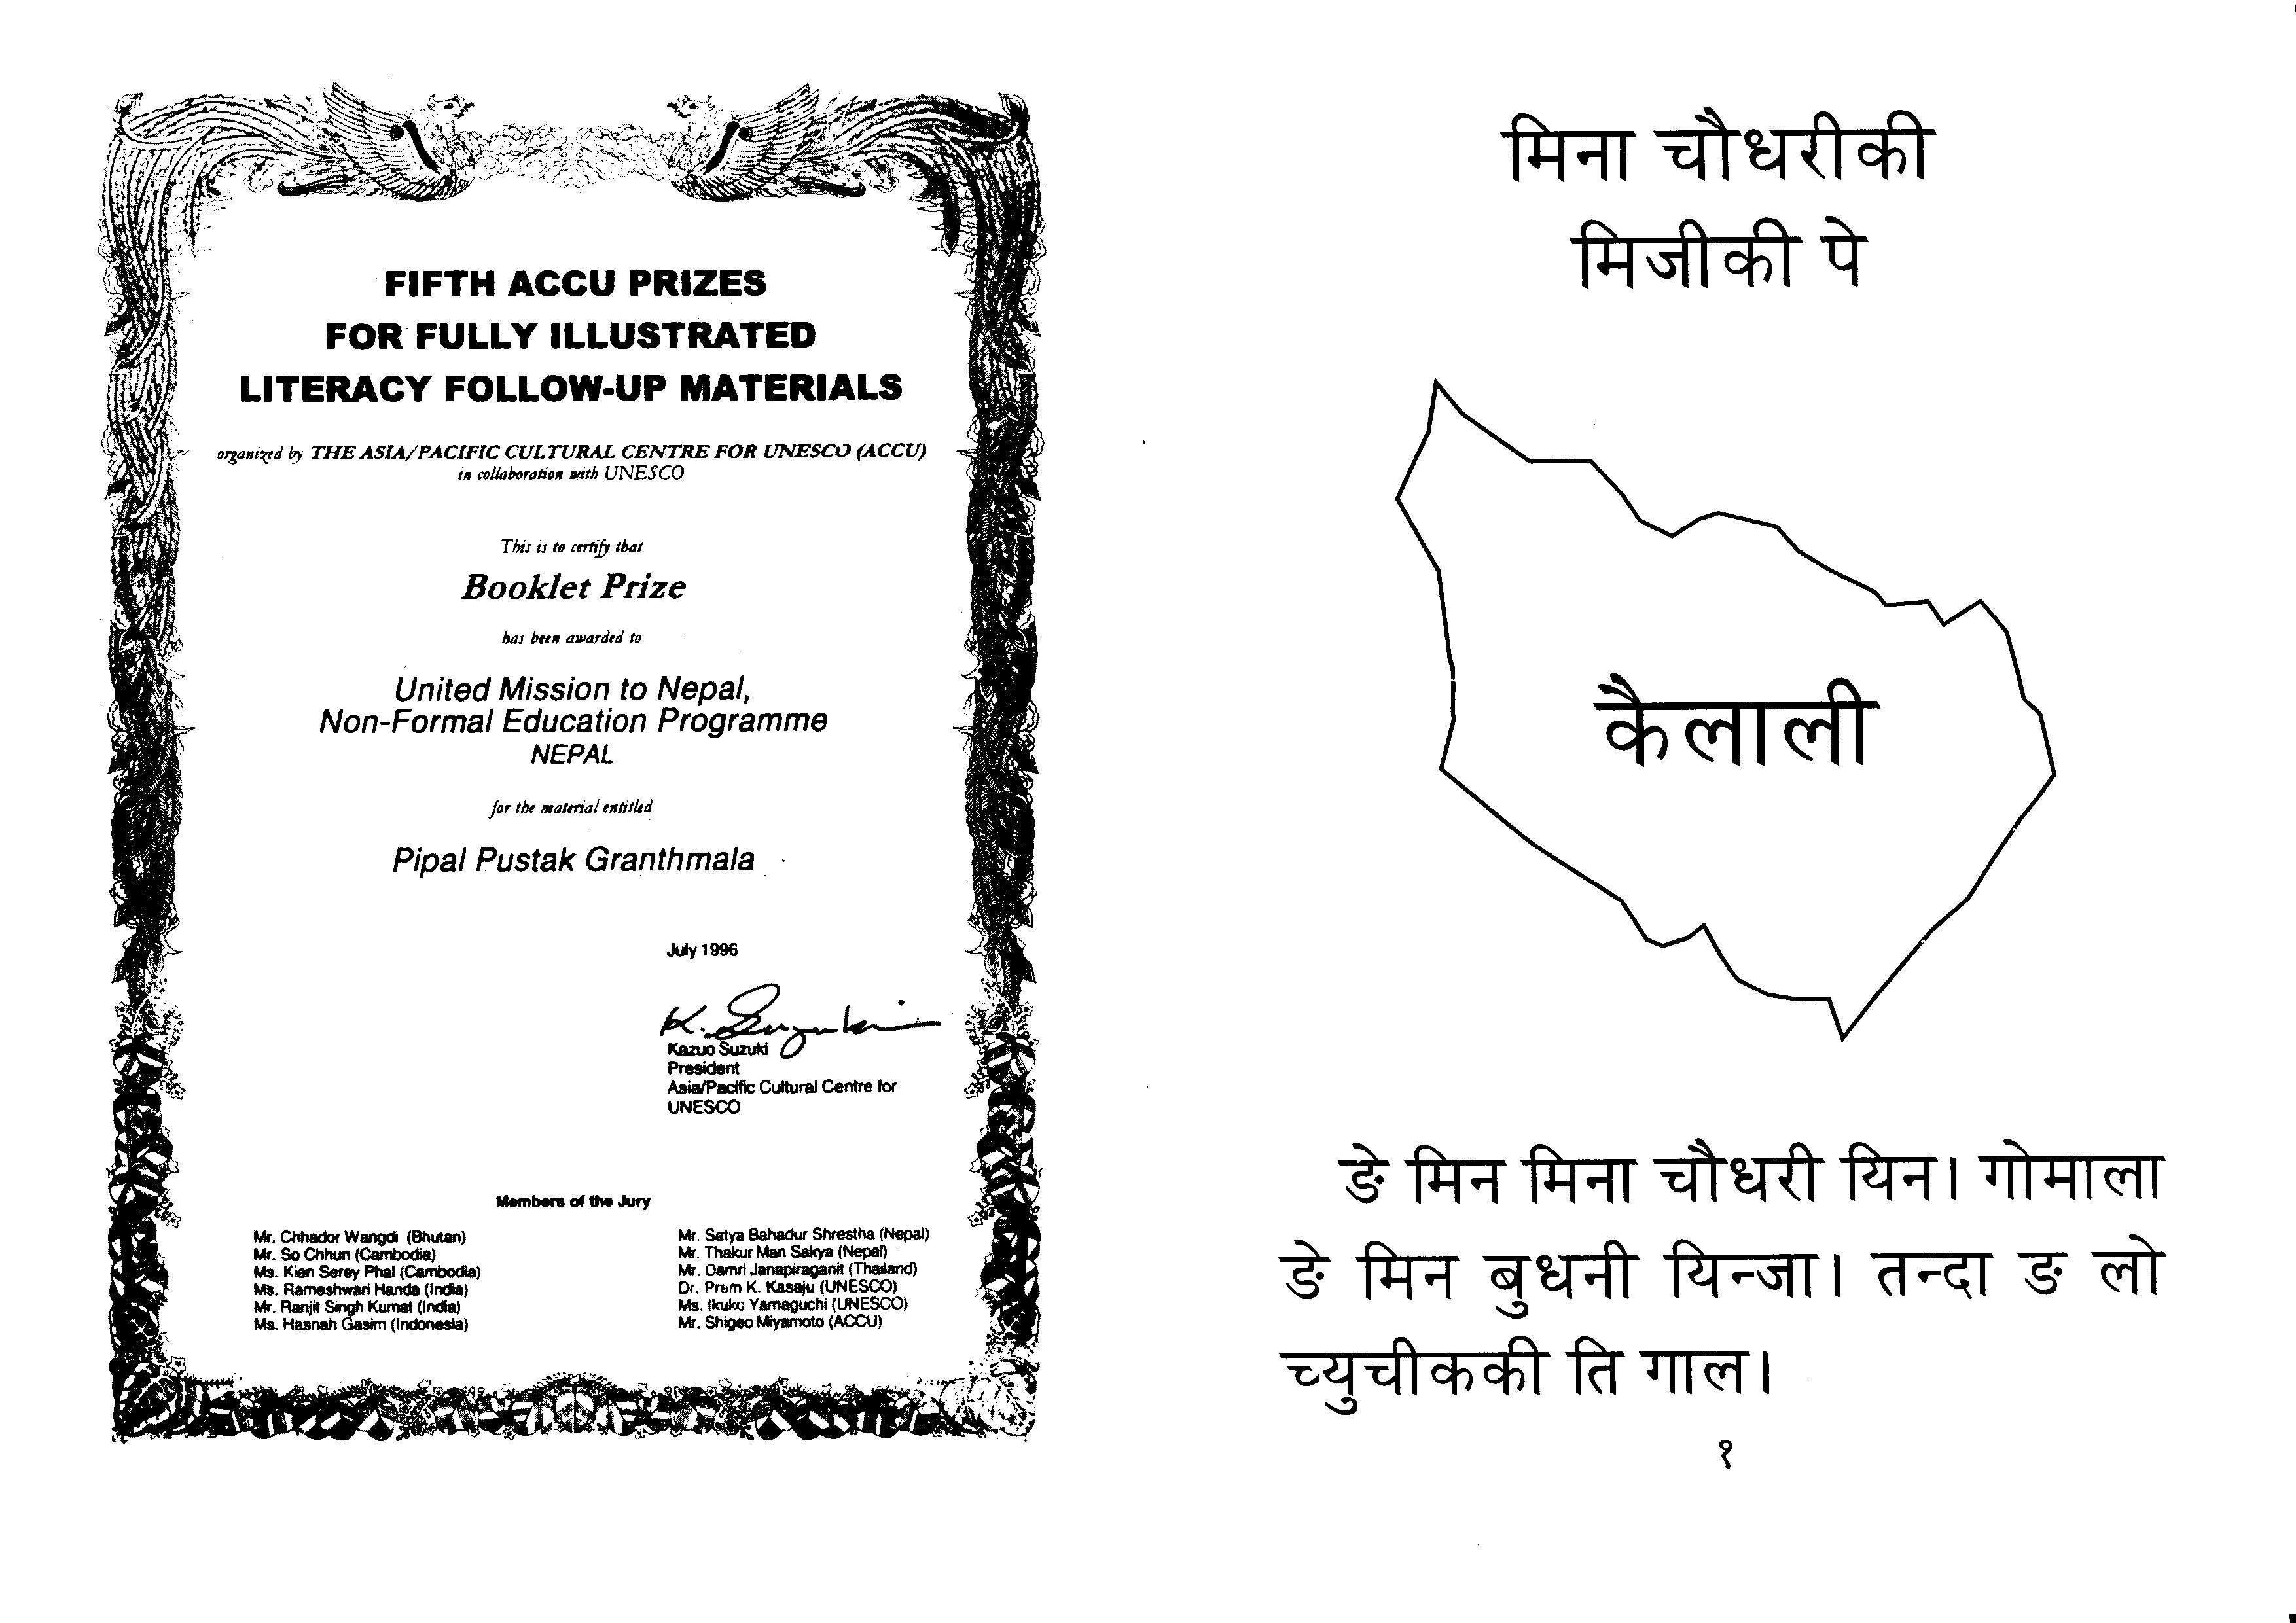 FIFTH ACCU PRIZES
FOR FULLY ILLUSTRATED
LITERACY FOLLOW-UP MATERIALS
organized by THE ASIA/PACIFIC CULTURAL CENTRE FOR UNESCO (ACCU)
in collaboration with UNESCO
This is to certify that
Booklet Prize
has been awarded to
United Mission to Nepal,
Non-Formal Education Programme
NEPAL
for the material entitled
Pipal Pustak Granthmala
July 1996
K. Suzuki
Kazuo Suzuki
President
Asia/Pacific Cultural Centre for
UNESCO
Members of the Jury
Mr. Chhador Wangdi (Bhutan)
Mr. So Chhun (Cambodia)
Ms. Kien Serey Phal (Cambodia)
Ms. Rameshwari Handa (India)
Mr. Ranjit Singh Kumat (India)
Ms. Hasnah Gasim (Indonesia)
Mr. Satya Bahadur Shrestha (Nepal)
Mr. Thakur Man Sakya (Nepal)
Mr. Damri Janapiraganit (Thailand)
Dr. Prem K. Kasaju (UNESCO)
Ms. Ikuko Yamaguchi (UNESCO)
Mr. Shigeo Miyamoto (ACCU)
मिना चौधरीकी
मिजीकी पे
कैलाली
ङे मिन मिना चौधरी यिन। गोमाला
ङे मिन बुधनी यिन्जा। तन्दा ङ लो
च्युचीककी ति गाल।
१